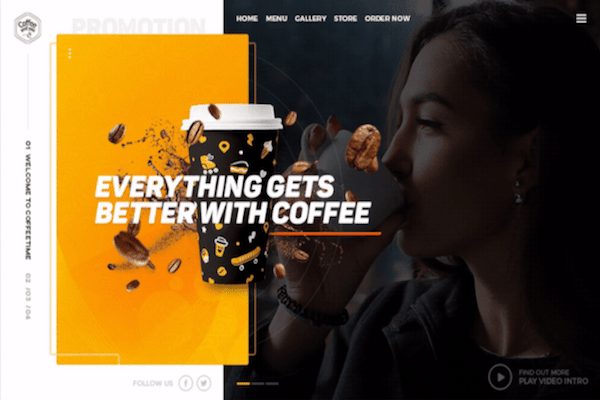 Coffee
PROMOTION
HOME MENU GALLERY STORE ORDER NOW
01 WELCOME TO COFFEETIME
02 /03 /04
EVERYTHING GETS
BETTER WITH COFFEE
FOLLOW US
FIND OUT MORE
PLAY VIDEO INTRO